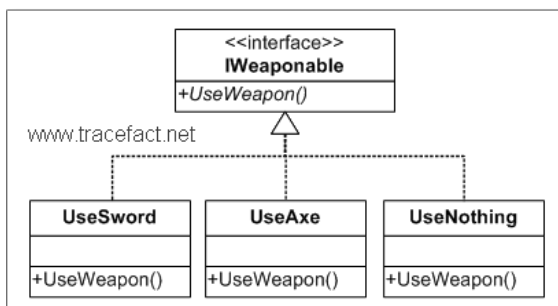 <<interface>>
IWeaponable
+UseWeapon()
www.tracefact.net
UseSword
UseAxe
UseNothing
+UseWeapon()
+UseWeapon()
+UseWeapon()